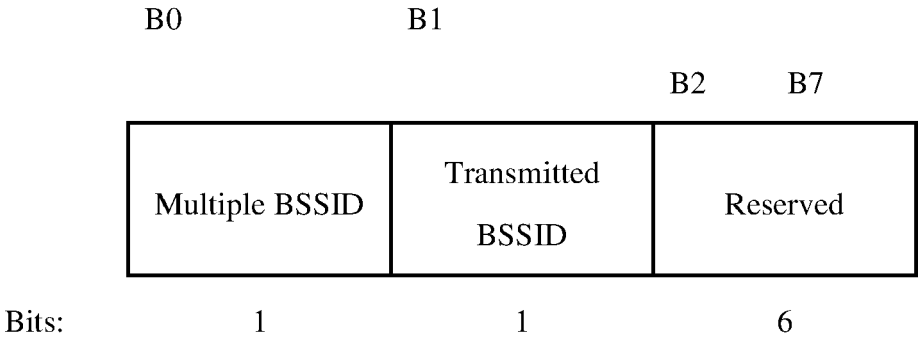 B0 B1
B2 B7
Multiple BSSID
Transmitted
BSSID
Reserved
Bits: 1 1 6